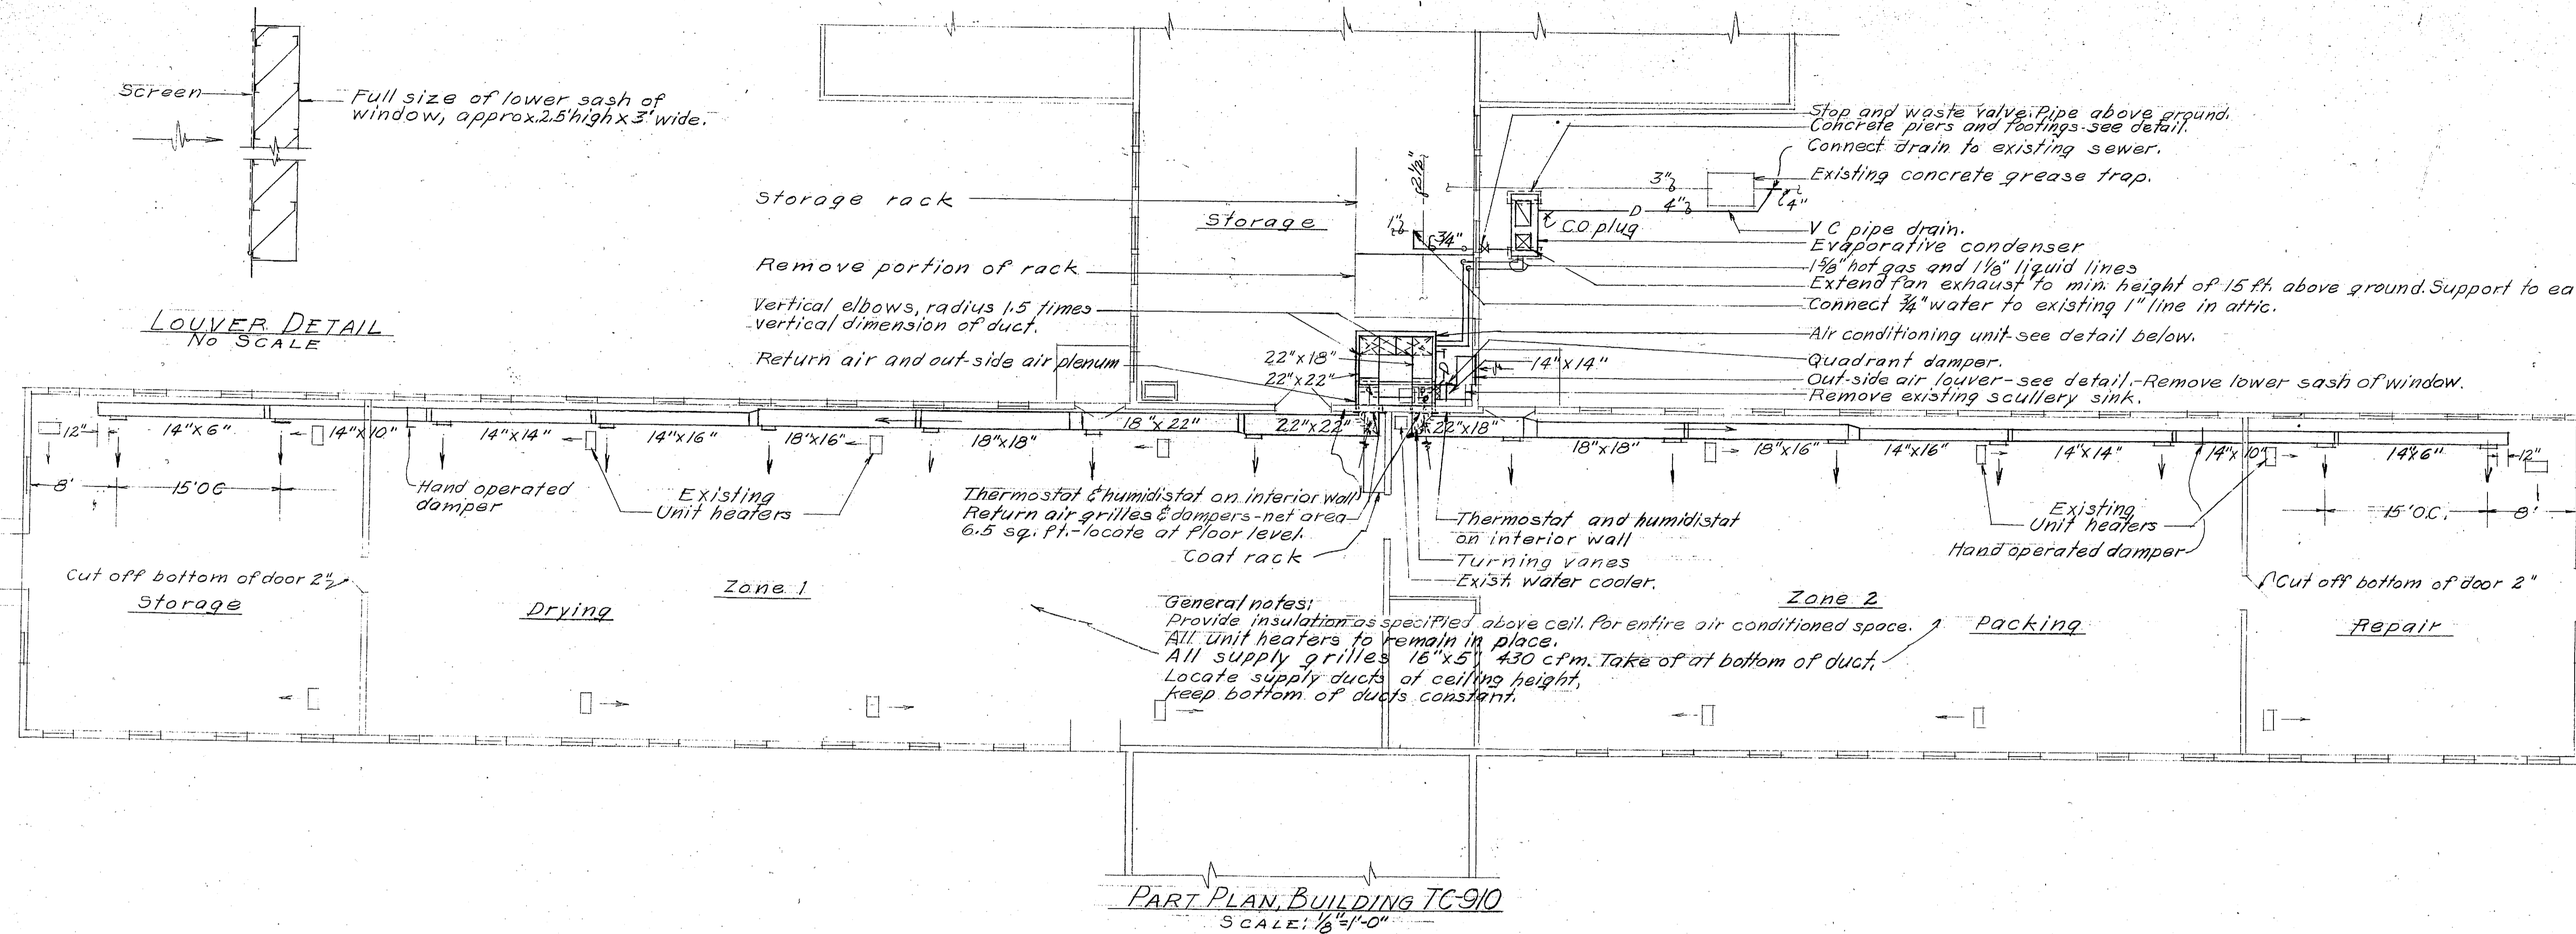 Screen
Full size of lower sash of
window, approx. 2.5' high x 3' wide.
LOUVER DETAIL
NO SCALE
Storage rack
Storage
Remove portion of rack
Vertical elbows, radius 1.5 times
vertical dimension of duct.
Return air and out-side air plenum
2½"
1"
¾"
3"
4"
D
4"
C.O. plug
Stop and waste valve. Pipe above ground.
Concrete piers and footings-see detail.
Connect drain to existing sewer.
Existing concrete grease trap.
V C pipe drain.
Evaporative condenser
1⅝" hot gas and 1⅛" liquid lines
Extend fan exhaust to min. height of 15 ft. above ground. Support to ea
Connect ¾" water to existing 1" line in attic.
Air conditioning unit-see detail below.
Quadrant damper.
Out-side air louver-see detail.-Remove lower sash of window.
Remove existing scullery sink.
22"x18"
22"x22"
14"x14"
12"
14"x6"
14"x10"
14"x14"
14"x16"
18"x16"
18"x18"
18"x22"
22"x22"
22"x18"
18"x18"
18"x16"
14"x16"
14"x14"
14"x10"
14"x6"
12"
8'
15'OC
Hand operated
damper
Existing
Unit heaters
Thermostat & humidistat on interior wall
Return air grilles & dampers-net area
6.5 sq. ft.-locate at floor level.
Coat rack
Thermostat and humidistat
on interior wall
Turning vanes
Exist. water cooler.
Existing
Unit heaters
Hand operated damper
15'O.C.
8'
Cut off bottom of door 2"
Storage
Drying
Zone 1
General notes:
Provide insulation as specified above ceil. for entire air conditioned space.
All unit heaters to remain in place.
All supply grilles 16"x5", 430 cfm. Take of at bottom of duct.
Locate supply ducts at ceiling height,
keep bottom of ducts constant.
Zone 2
Packing
Cut off bottom of door 2"
Repair
PART PLAN, BUILDING TC-910
SCALE: ⅛"=1'-0"